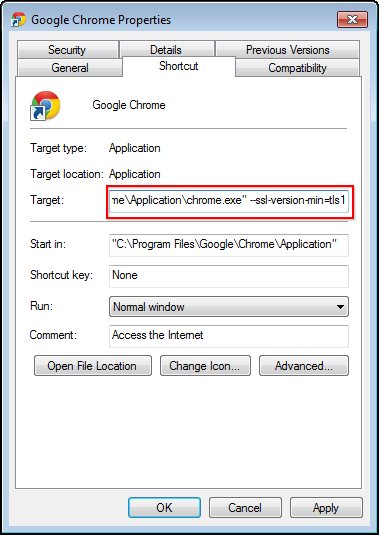 Google Chrome Properties
Security Details Previous Versions
General Shortcut Compatibility
Google Chrome
Target type: Application
Target location: Application
Target: me\Application\chrome.exe" --ssl-version-min=tls1
Start in: "C:\Program Files\Google\Chrome\Application"
Shortcut key: None
Run: Normal window
Comment: Access the Internet
Open File Location Change Icon... Advanced...
OK Cancel Apply